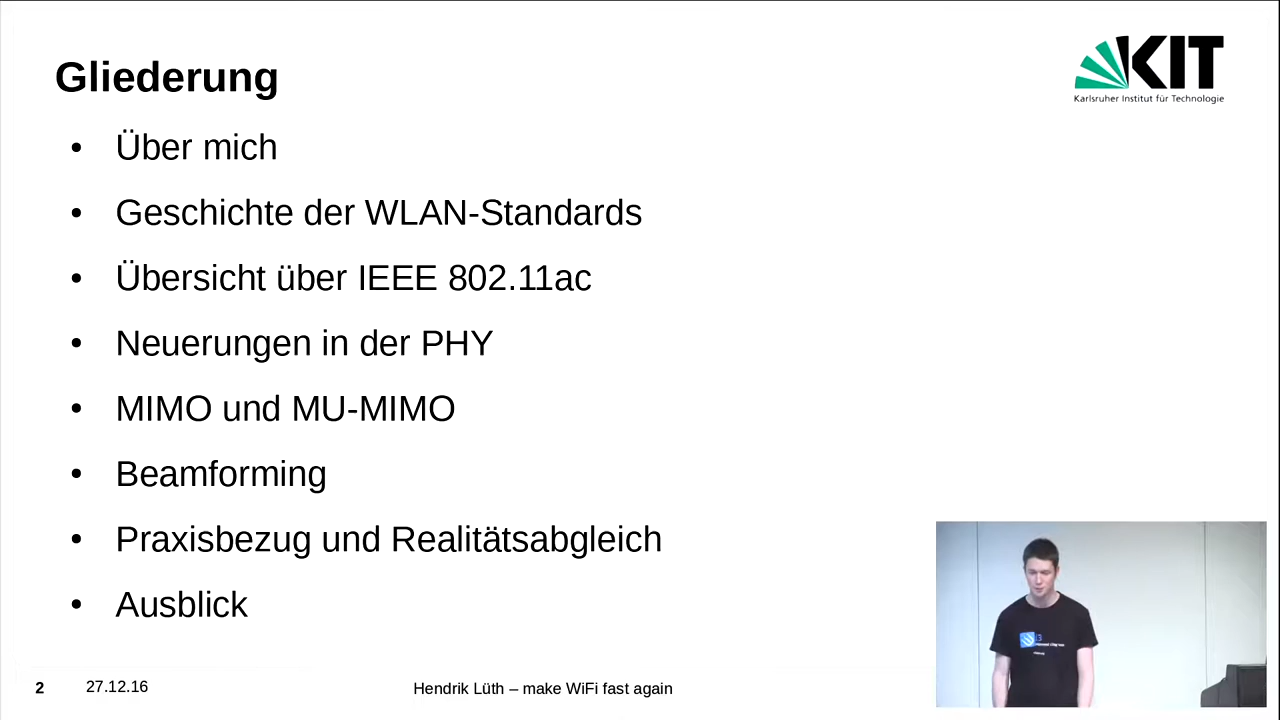 Gliederung
KIT
Karlsruher Institut für Technologie
• Über mich
• Geschichte der WLAN-Standards
• Übersicht über IEEE 802.11ac
• Neuerungen in der PHY
• MIMO und MU-MIMO
• Beamforming
• Praxisbezug und Realitätsabgleich
• Ausblick
2 27.12.16 Hendrik Lüth – make WiFi fast again